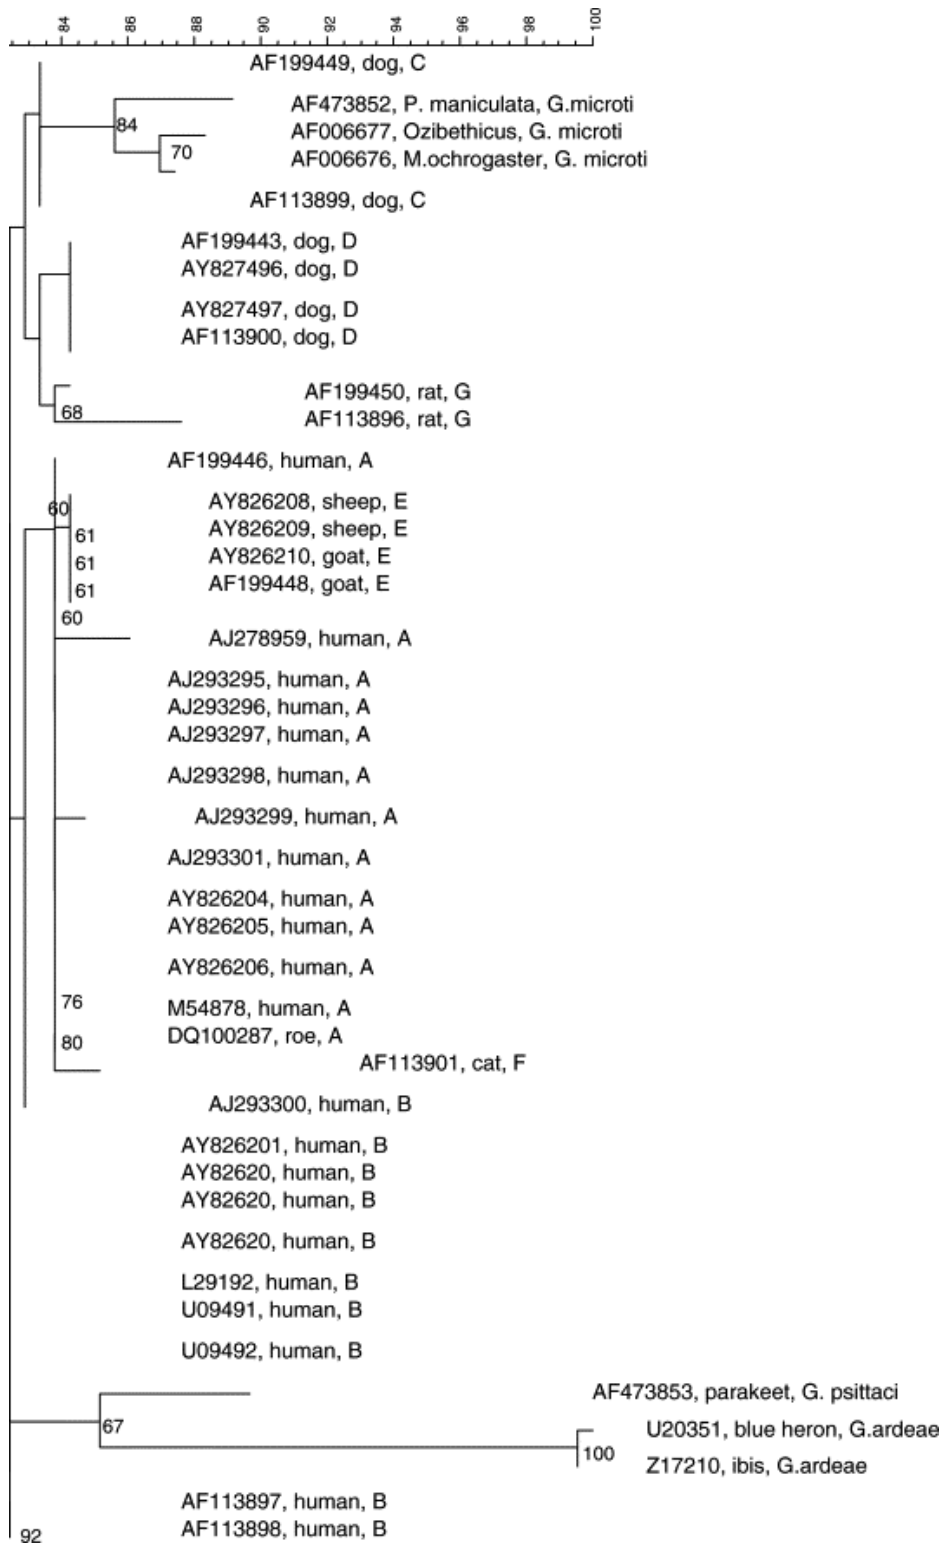 84 86 88 90 92 94 96 98 100
AF199449, dog, C
AF473852, P. maniculata, G.microti
84
AF006677, Ozibethicus, G. microti
70
AF006676, M.ochrogaster, G. microti
AF113899, dog, C
AF199443, dog, D
AY827496, dog, D
AY827497, dog, D
AF113900, dog, D
AF199450, rat, G
68
AF113896, rat, G
AF199446, human, A
60
AY826208, sheep, E
61
AY826209, sheep, E
61
AY826210, goat, E
61
AF199448, goat, E
60
AJ278959, human, A
AJ293295, human, A
AJ293296, human, A
AJ293297, human, A
AJ293298, human, A
AJ293299, human, A
AJ293301, human, A
AY826204, human, A
AY826205, human, A
AY826206, human, A
76
M54878, human, A
80
DQ100287, roe, A
AF113901, cat, F
AJ293300, human, B
AY826201, human, B
AY82620, human, B
AY82620, human, B
AY82620, human, B
L29192, human, B
U09491, human, B
U09492, human, B
AF473853, parakeet, G. psittaci
67
U20351, blue heron, G.ardeae
100
Z17210, ibis, G.ardeae
AF113897, human, B
AF113898, human, B
92